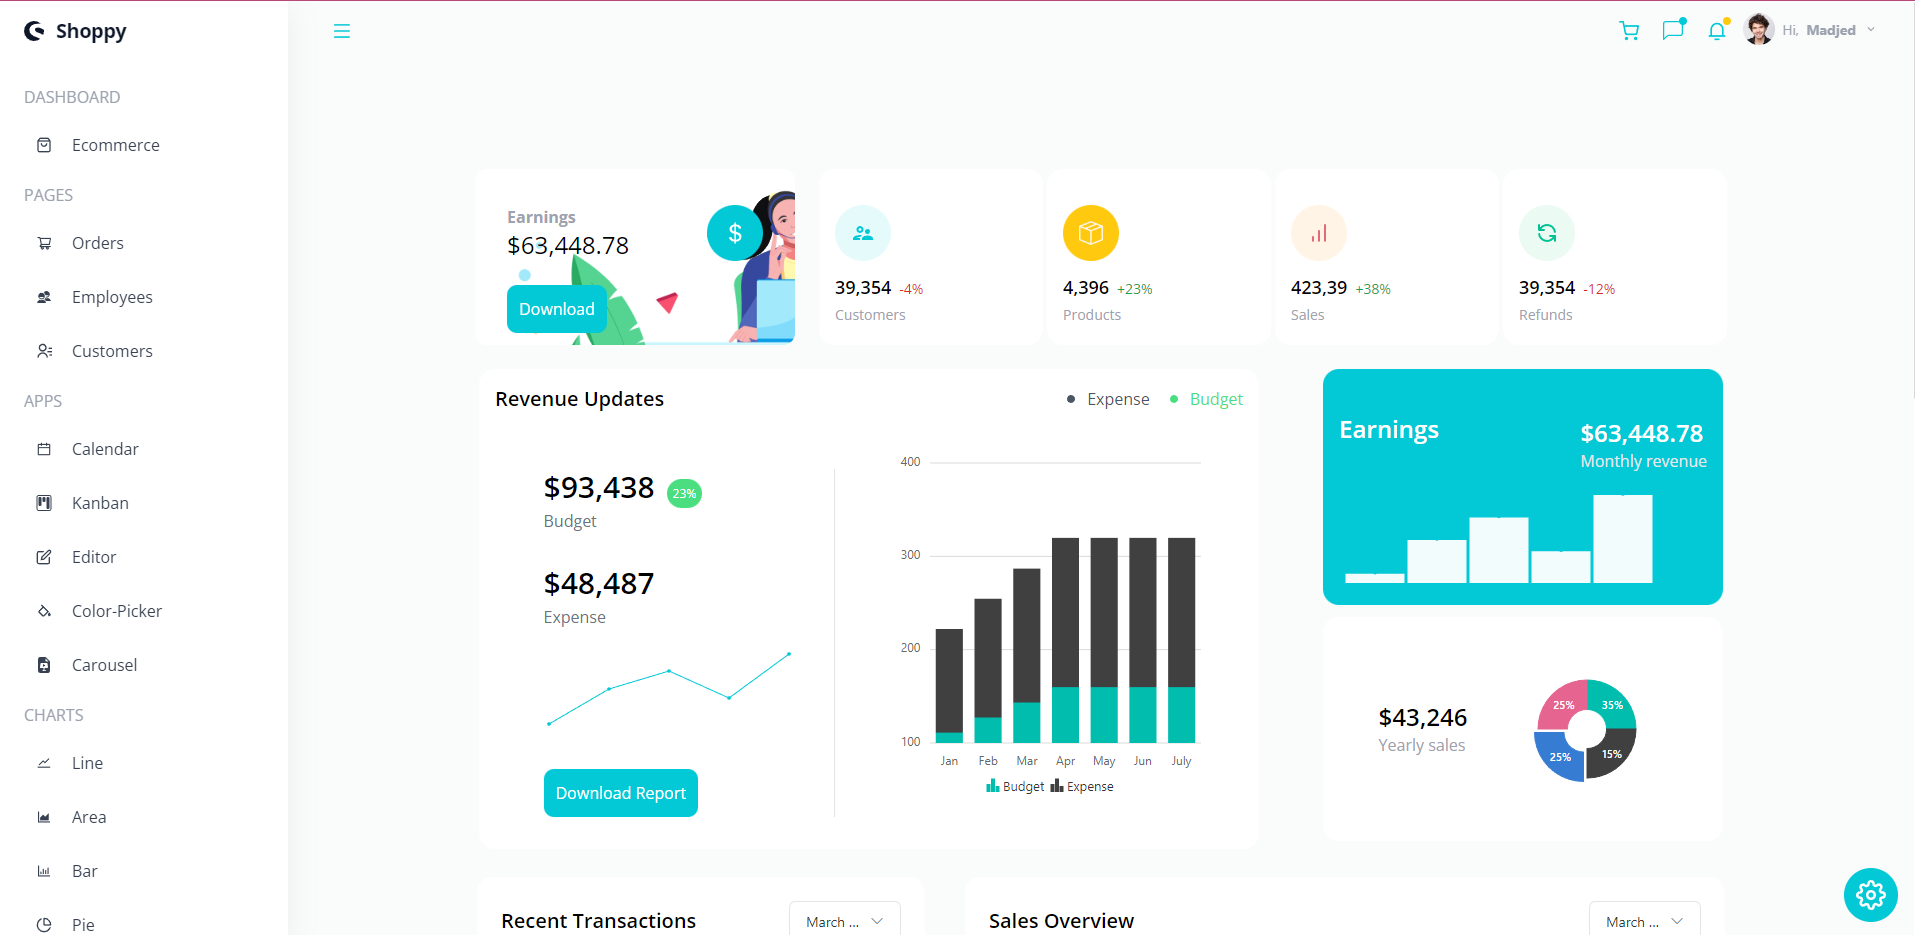 Shoppy
Hi, Madjed
DASHBOARD
Ecommerce
PAGES
Orders
Employees
Customers
APPS
Calendar
Kanban
Editor
Color-Picker
Carousel
CHARTS
Line
Area
Bar
Pie
Earnings
$63,448.78
$
Download
39,354 -4%
Customers
4,396 +23%
Products
423,39 +38%
Sales
39,354 -12%
Refunds
Revenue Updates
Expense Budget
$93,438 23%
Budget
$48,487
Expense
Download Report
400
300
200
100
Jan Feb Mar Apr May Jun July
Budget Expense
Earnings
$63,448.78
Monthly revenue
$43,246
Yearly sales
25% 35%
25% 15%
Recent Transactions
March ...
Sales Overview
March ...